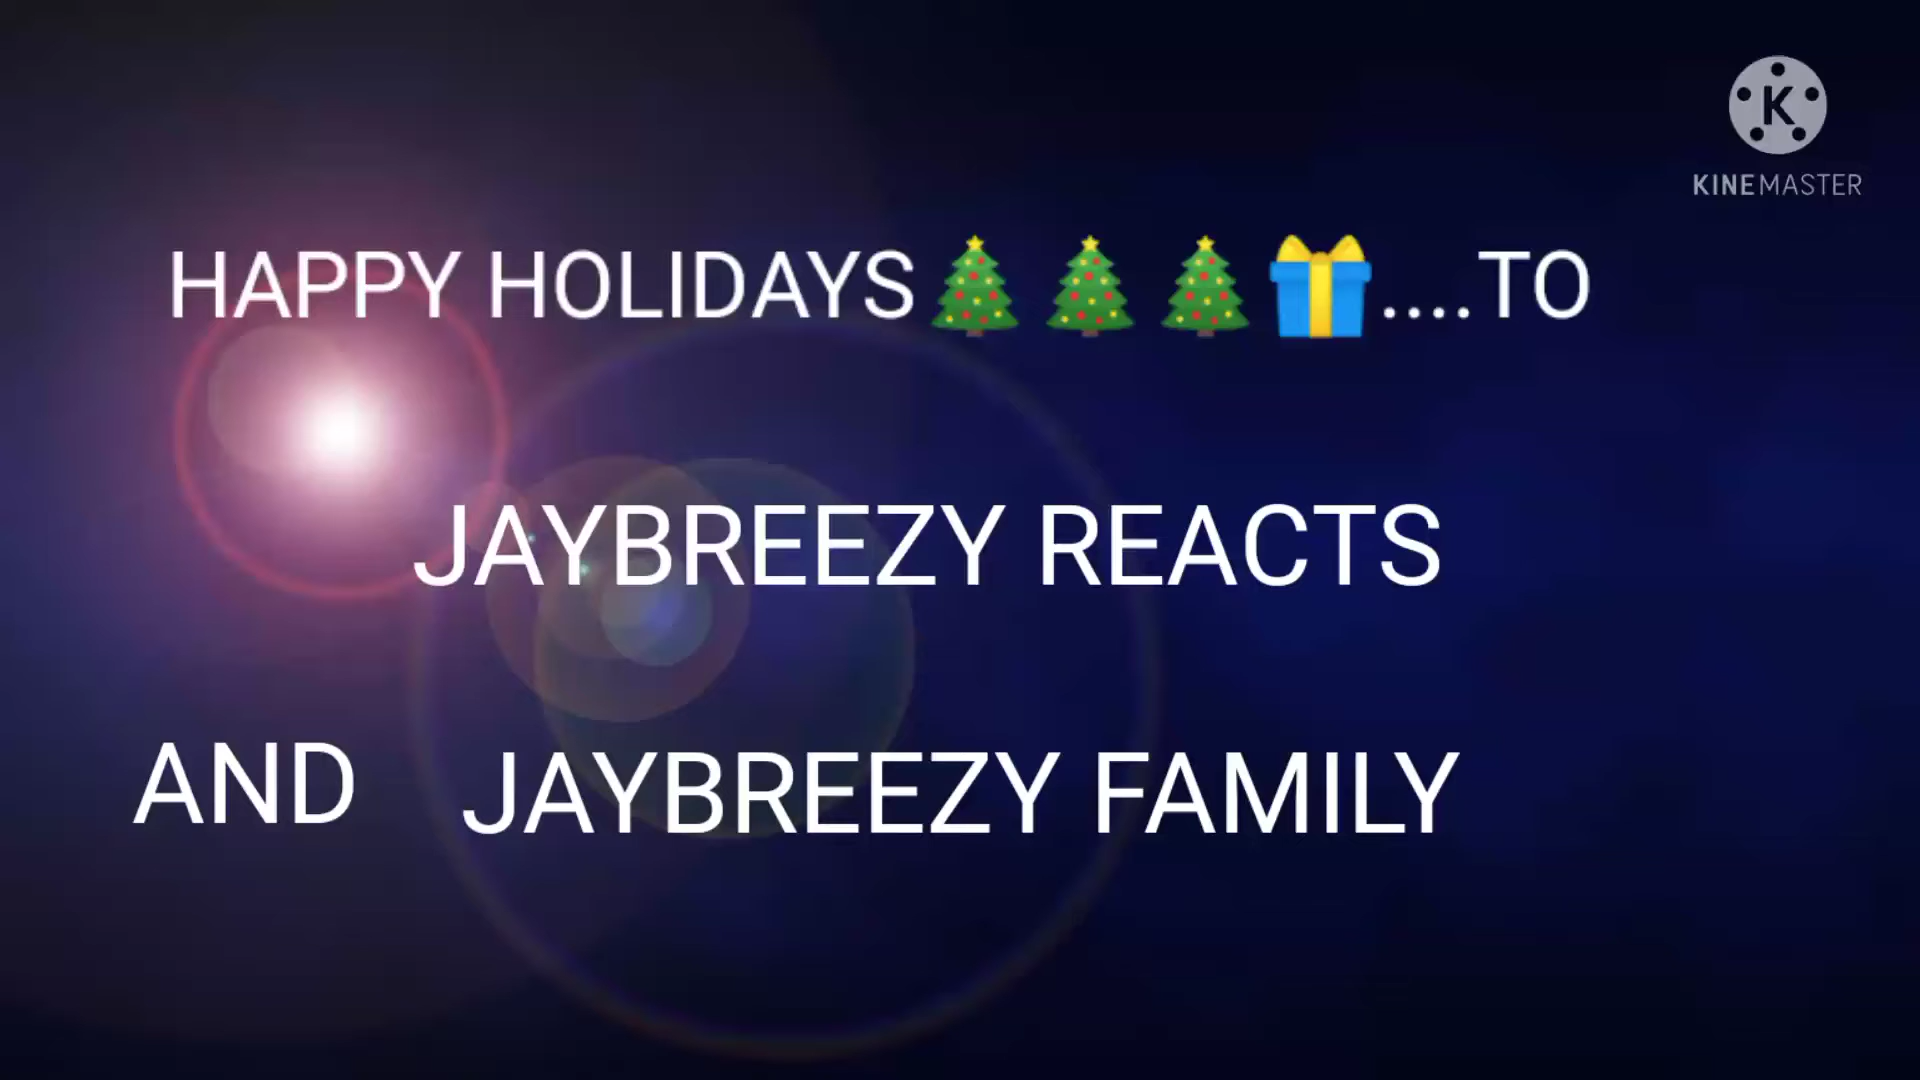 KINEMASTER
HAPPY HOLIDAYS🎄🎄🎄🎁....TO
JAYBREEZY REACTS
AND JAYBREEZY FAMILY